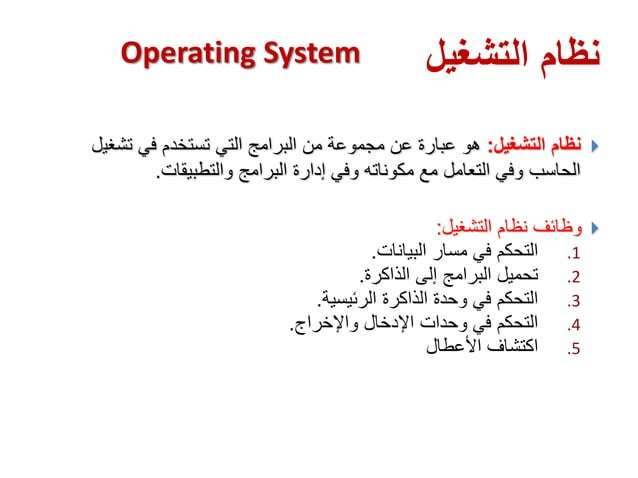 نظام التشغيل Operating System
نظام التشغيل: هو عبارة عن مجموعة من البرامج التي تستخدم في تشغيل
الحاسب وفي التعامل مع مكوناته وفي إدارة البرامج والتطبيقات.
وظائف نظام التشغيل:
1. التحكم في مسار البيانات.
2. تحميل البرامج إلى الذاكرة.
3. التحكم في وحدة الذاكرة الرئيسية.
4. التحكم في وحدات الإدخال والإخراج.
5. اكتشاف الأعطال